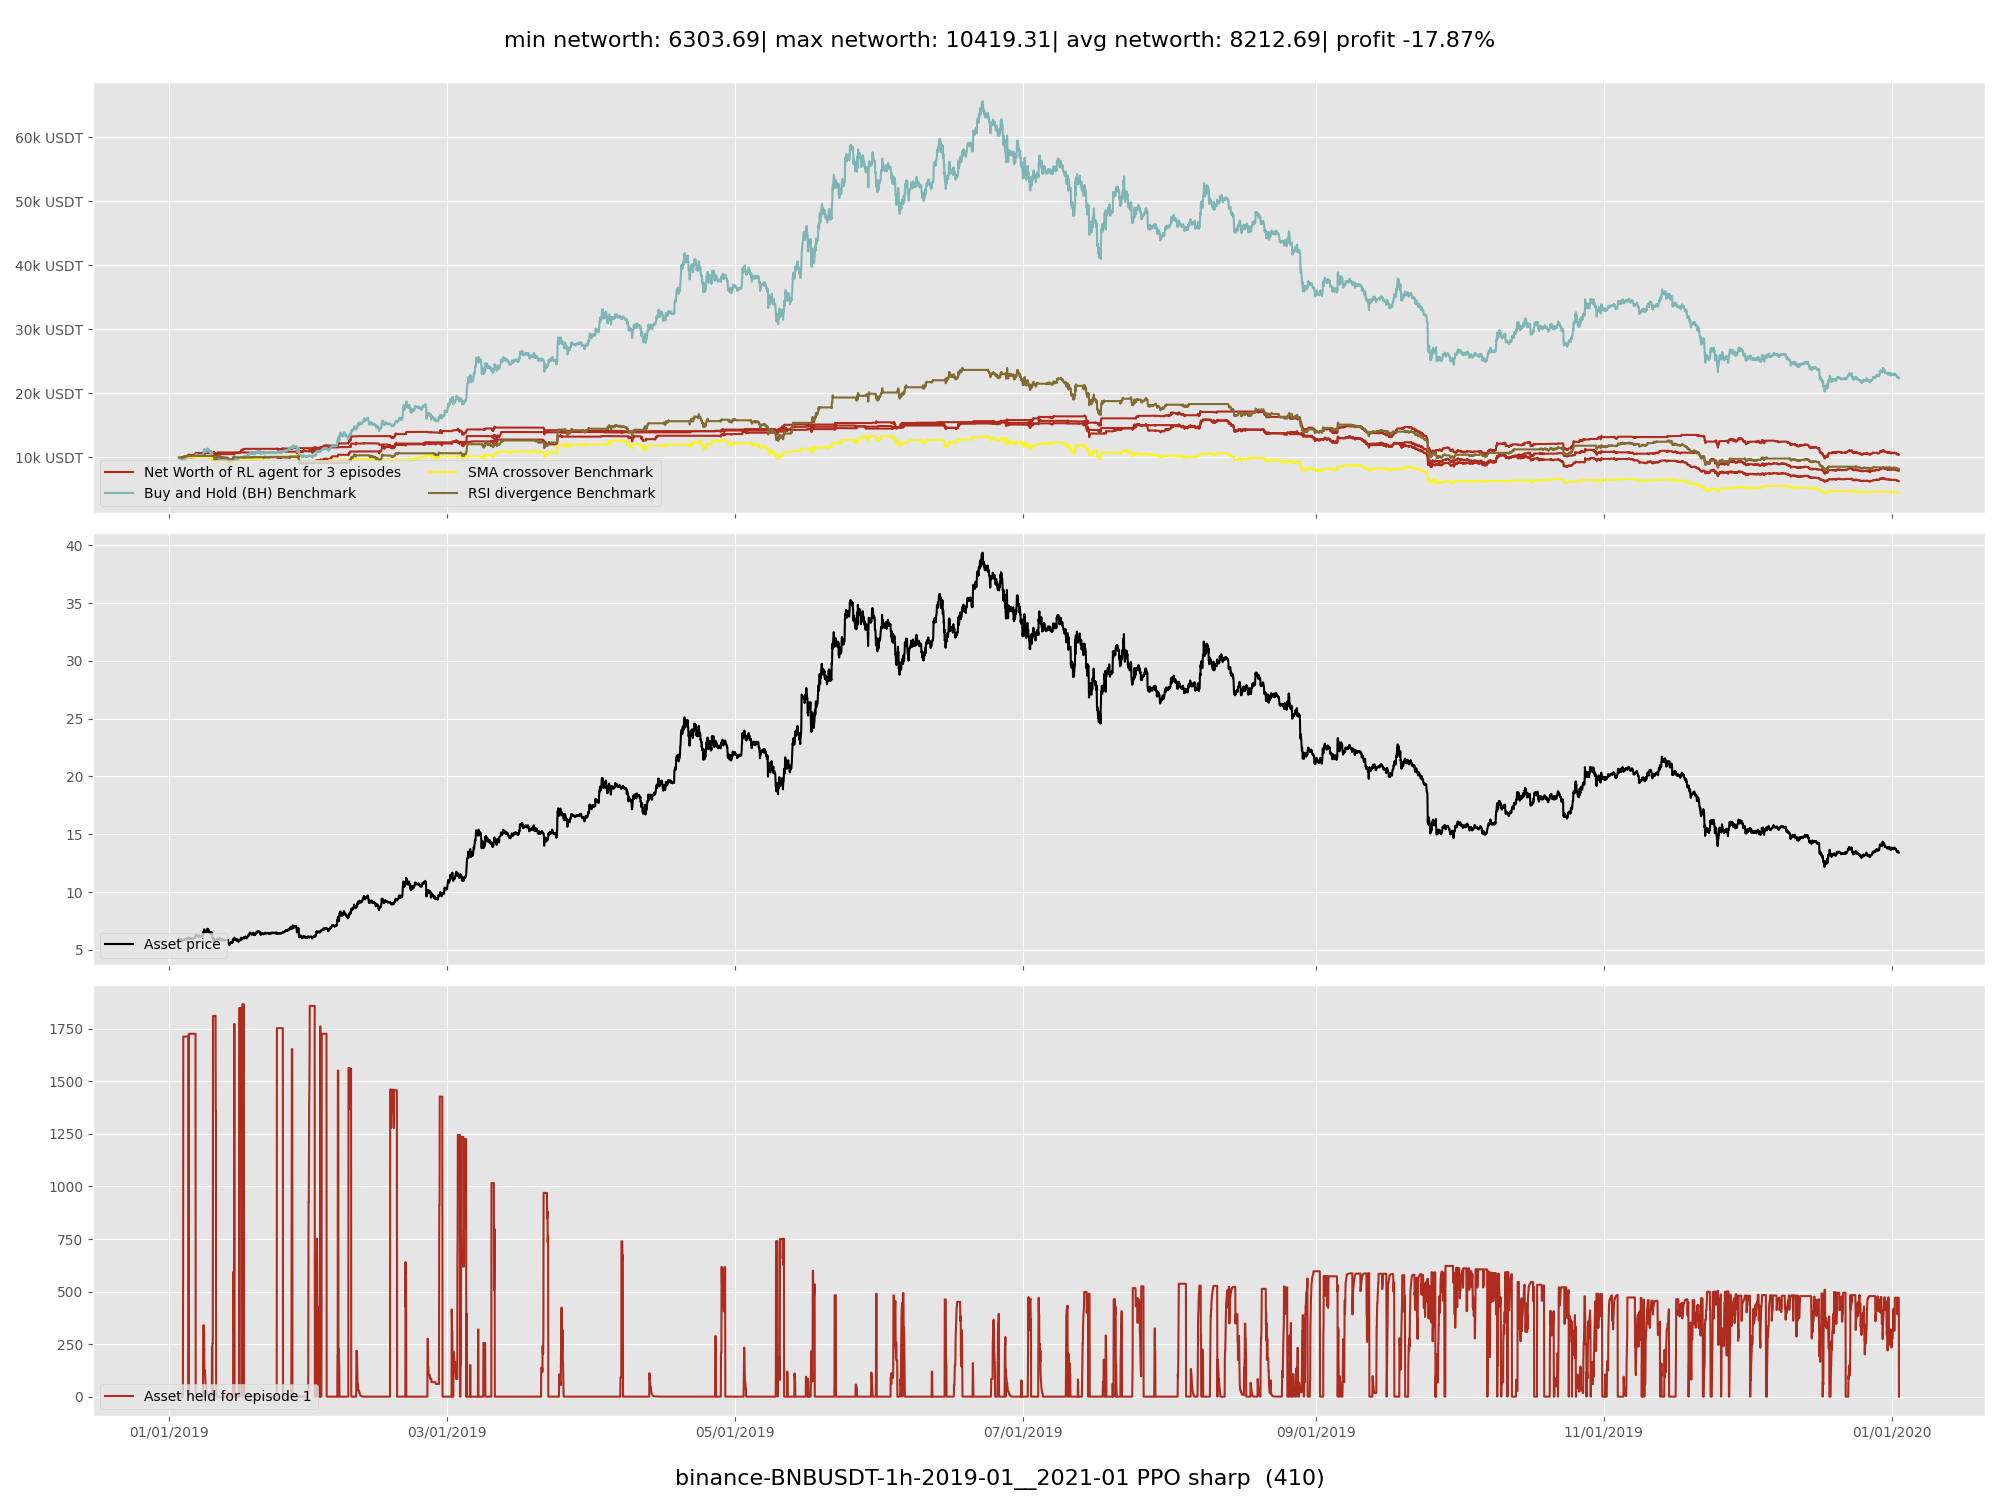 min networth: 6303.69| max networth: 10419.31| avg networth: 8212.69| profit -17.87%
60k USDT
50k USDT
40k USDT
30k USDT
20k USDT
10k USDT
Net Worth of RL agent for 3 episodes
Buy and Hold (BH) Benchmark
SMA crossover Benchmark
RSI divergence Benchmark
40
35
30
25
20
15
10
5
Asset price
1750
1500
1250
1000
750
500
250
0
Asset held for episode 1
01/01/2019 03/01/2019 05/01/2019 07/01/2019 09/01/2019 11/01/2019 01/01/2020
binance-BNBUSDT-1h-2019-01__2021-01 PPO sharp (410)